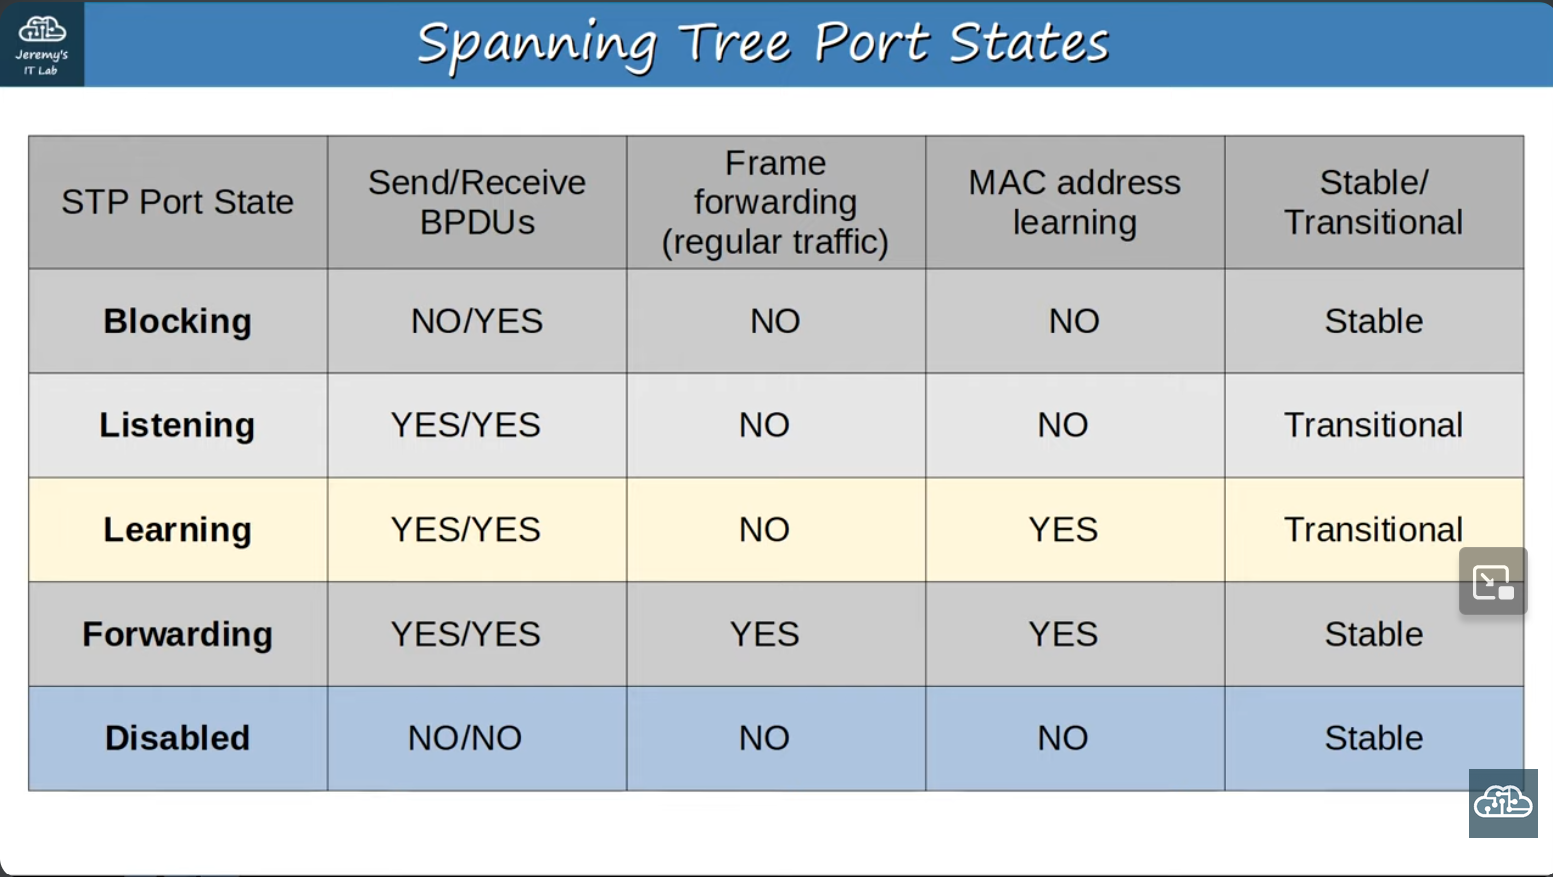 Jeremy's
IT Lab
Spanning Tree Port States
STP Port State
Send/Receive
BPDUs
Frame
forwarding
(regular traffic)
MAC address
learning
Stable/
Transitional
Blocking
NO/YES
NO
NO
Stable
Listening
YES/YES
NO
NO
Transitional
Learning
YES/YES
NO
YES
Transitional
Forwarding
YES/YES
YES
YES
Stable
Disabled
NO/NO
NO
NO
Stable